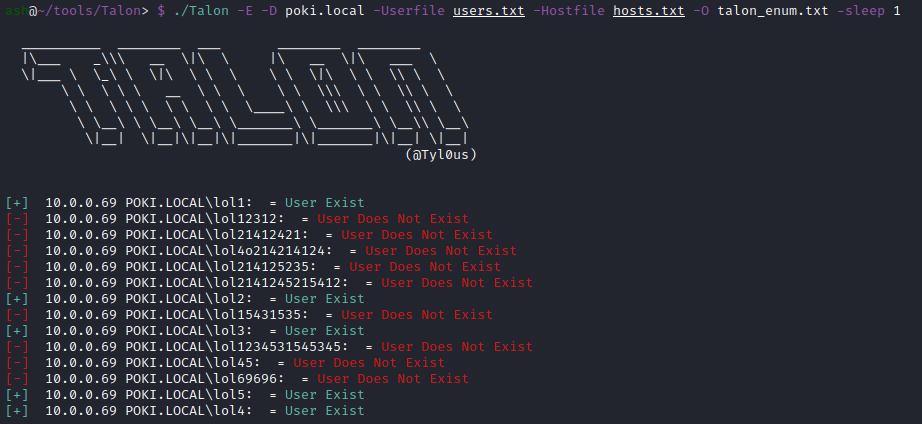 ash@~/tools/Talon> $ ./Talon -E -D poki.local -Userfile users.txt -Hostfile hosts.txt -O talon_enum.txt -sleep 1
TALON
(@Tyl0us)
[+] 10.0.0.69 POKI.LOCAL\lol1: = User Exist
[-] 10.0.0.69 POKI.LOCAL\lol12312: = User Does Not Exist
[-] 10.0.0.69 POKI.LOCAL\lol21412421: = User Does Not Exist
[-] 10.0.0.69 POKI.LOCAL\lol4o214214124: = User Does Not Exist
[-] 10.0.0.69 POKI.LOCAL\lol214125235: = User Does Not Exist
[-] 10.0.0.69 POKI.LOCAL\lol2141245215412: = User Does Not Exist
[+] 10.0.0.69 POKI.LOCAL\lol2: = User Exist
[-] 10.0.0.69 POKI.LOCAL\lol15431535: = User Does Not Exist
[+] 10.0.0.69 POKI.LOCAL\lol3: = User Exist
[-] 10.0.0.69 POKI.LOCAL\lol1234531545345: = User Does Not Exist
[-] 10.0.0.69 POKI.LOCAL\lol45: = User Does Not Exist
[-] 10.0.0.69 POKI.LOCAL\lol69696: = User Does Not Exist
[+] 10.0.0.69 POKI.LOCAL\lol5: = User Exist
[+] 10.0.0.69 POKI.LOCAL\lol4: = User Exist